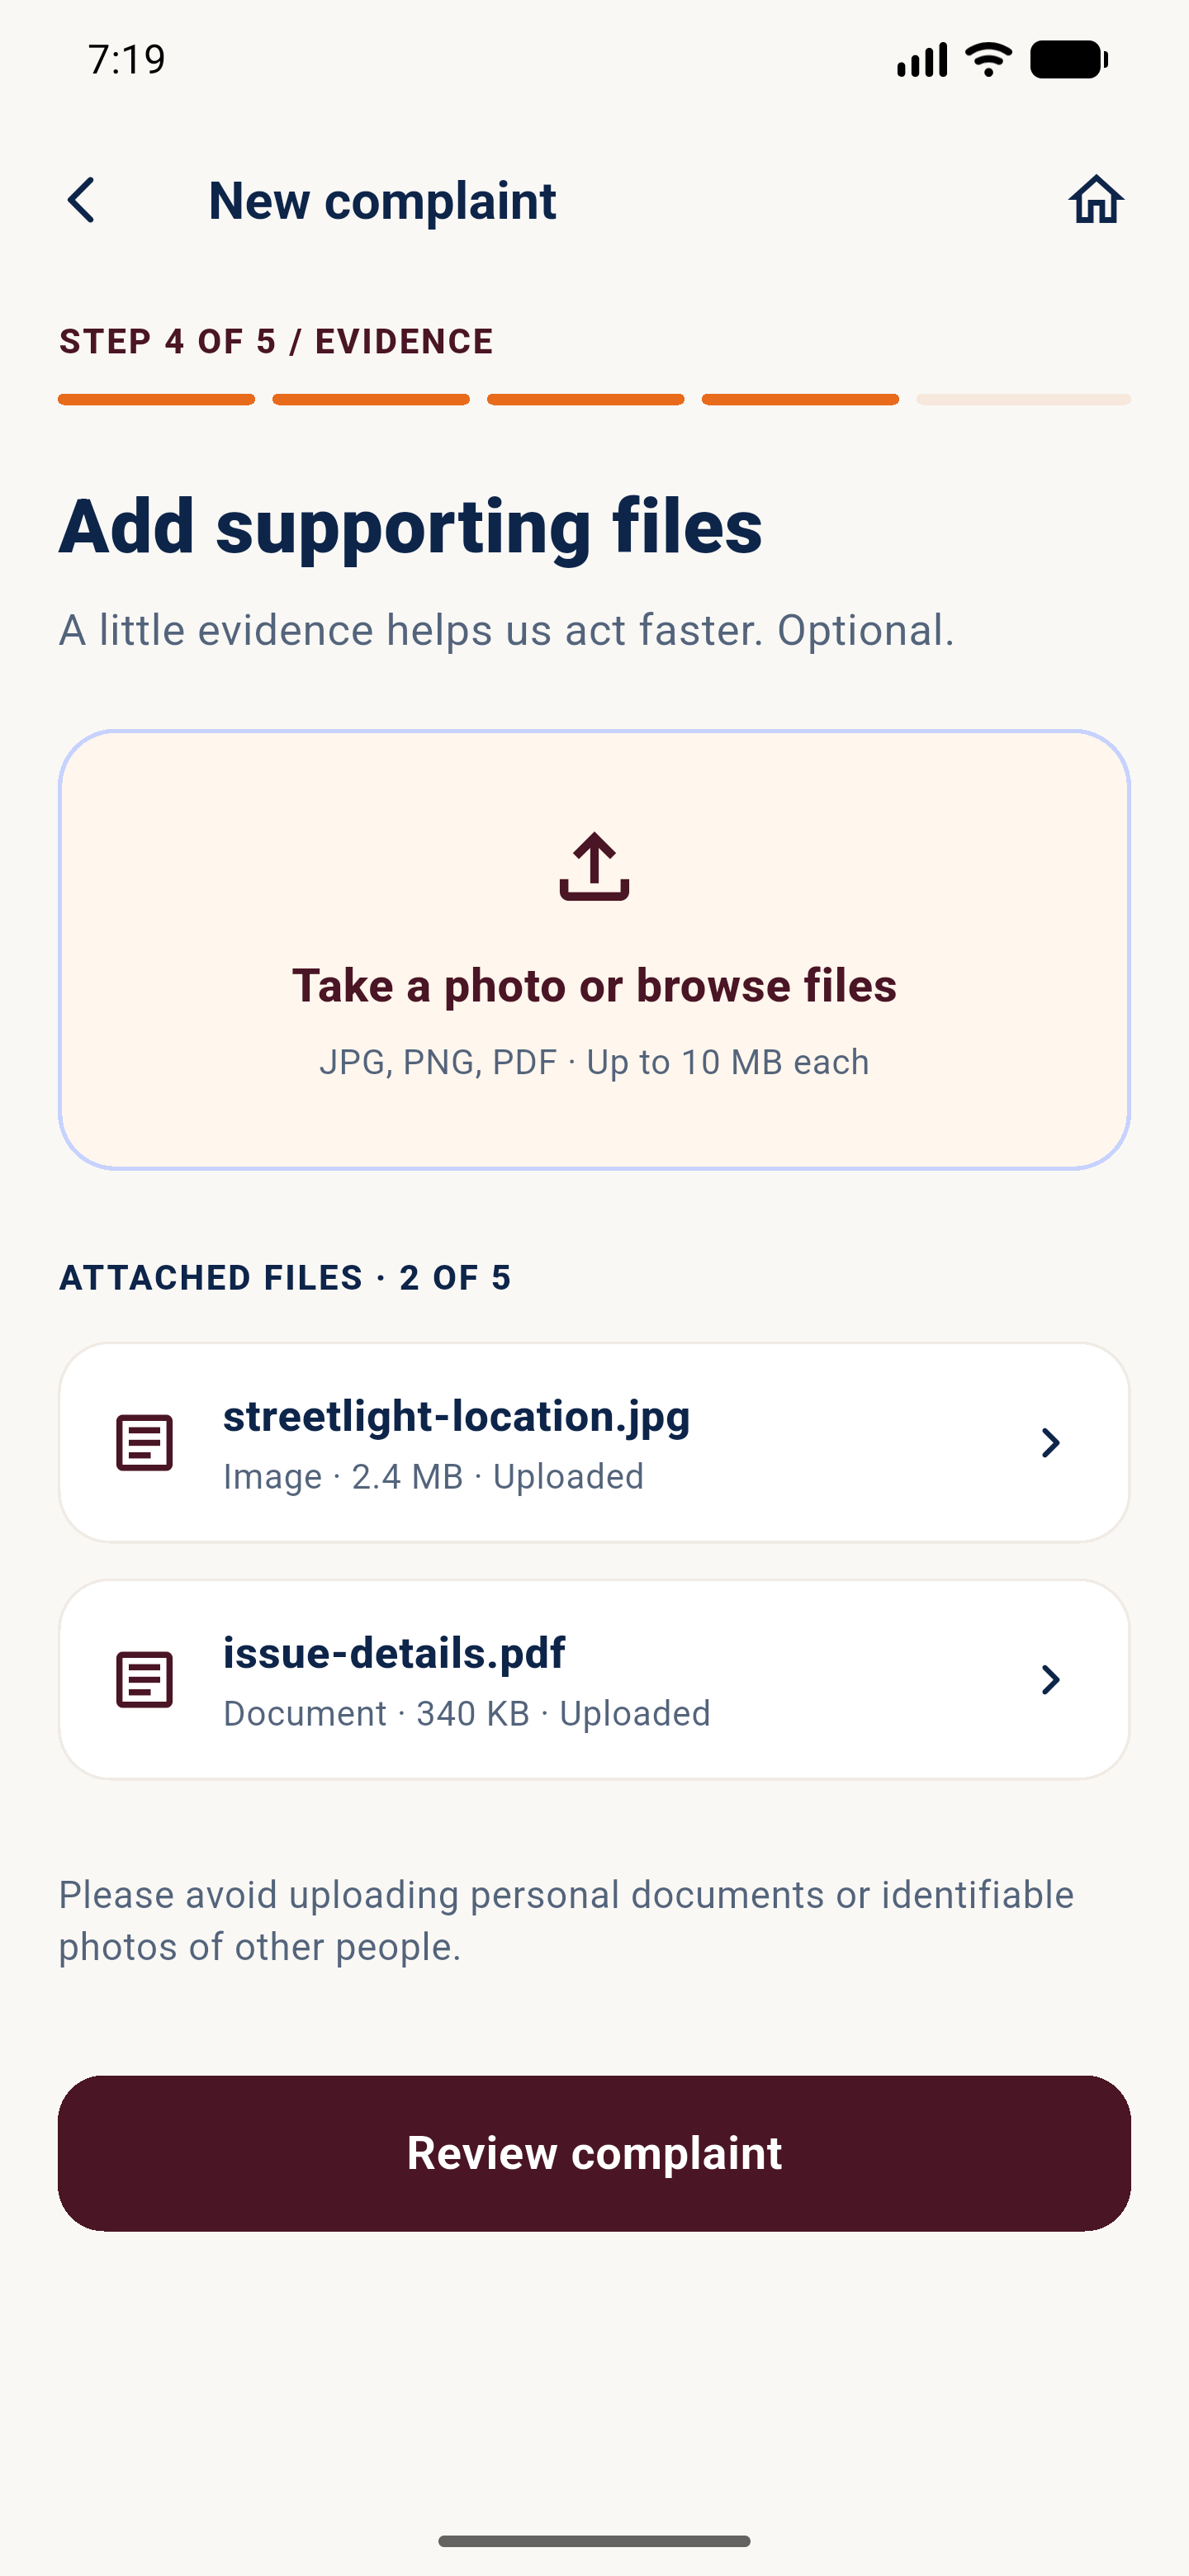 7:19
New complaint
STEP 4 OF 5 / EVIDENCE
Add supporting files
A little evidence helps us act faster. Optional.
Take a photo or browse files
JPG, PNG, PDF · Up to 10 MB each
ATTACHED FILES · 2 OF 5
streetlight-location.jpg
Image · 2.4 MB · Uploaded
issue-details.pdf
Document · 340 KB · Uploaded
Please avoid uploading personal documents or identifiable
photos of other people.
Review complaint